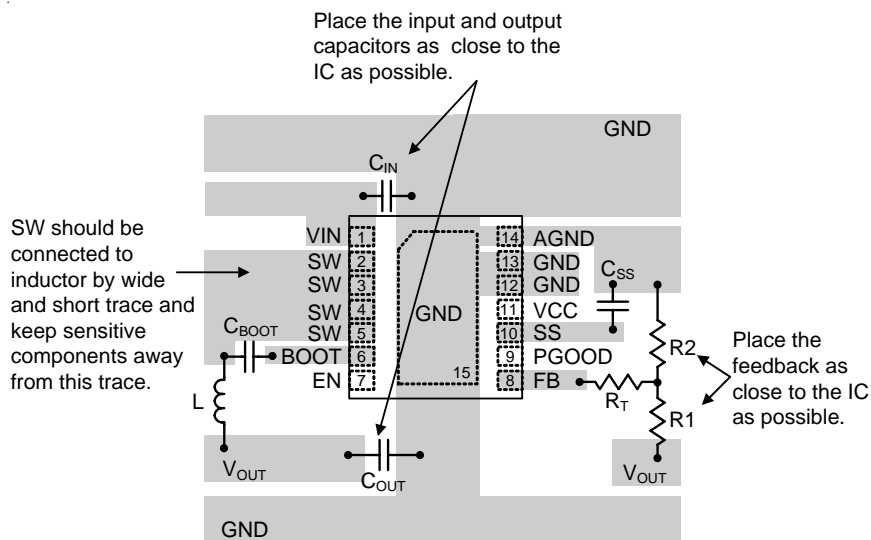 Place the input and output
capacitors as close to the
IC as possible.
GND
CIN
SW should be
connected to
inductor by wide
and short trace and
keep sensitive
components away
from this trace.
VIN 1
SW 2
SW 3
SW 4
SW 5
BOOT 6
EN 7
GND
15
14 AGND
13 GND
12 GND
11 VCC
10 SS
9 PGOOD
8 FB
CSS
CBOOT
L
R2
RT
R1
Place the
feedback as
close to the IC
as possible.
VOUT
COUT
VOUT
GND